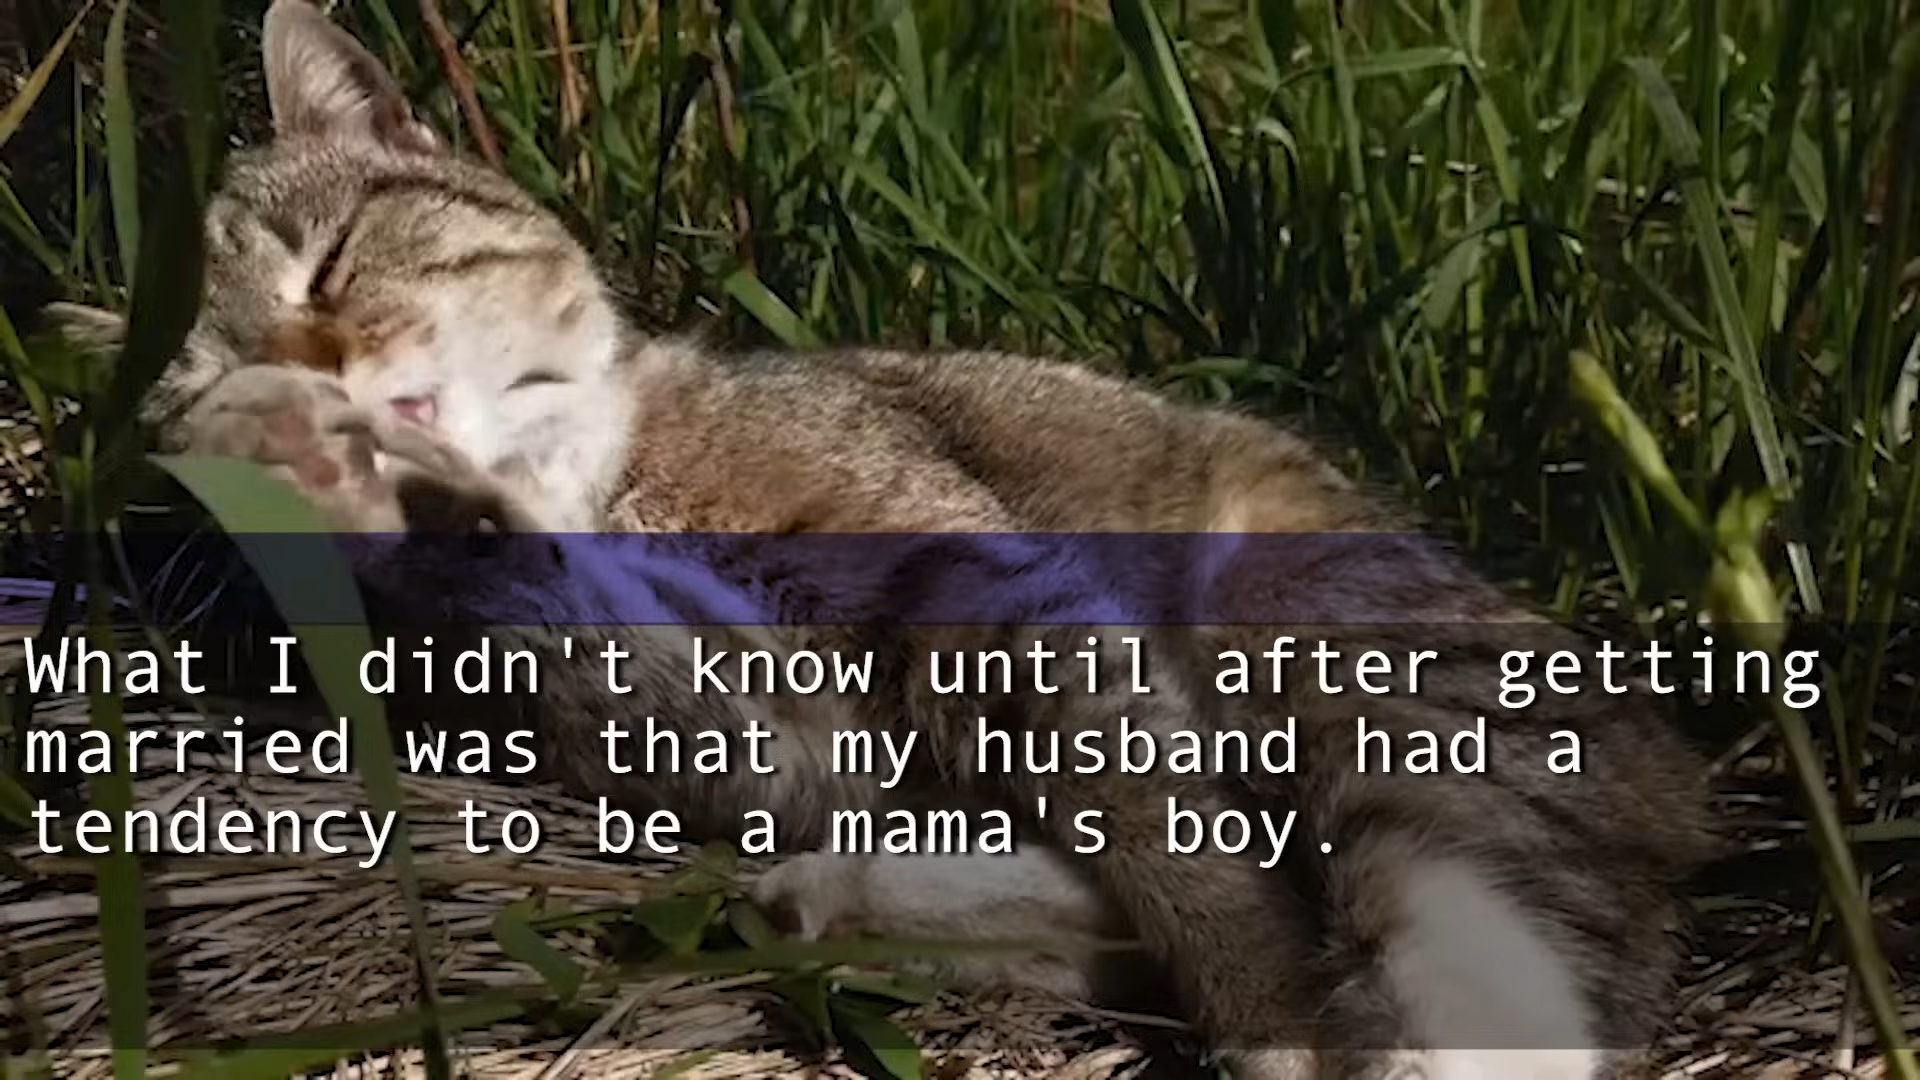 What I didn't know until after getting
married was that my husband had a
tendency to be a mama's boy.